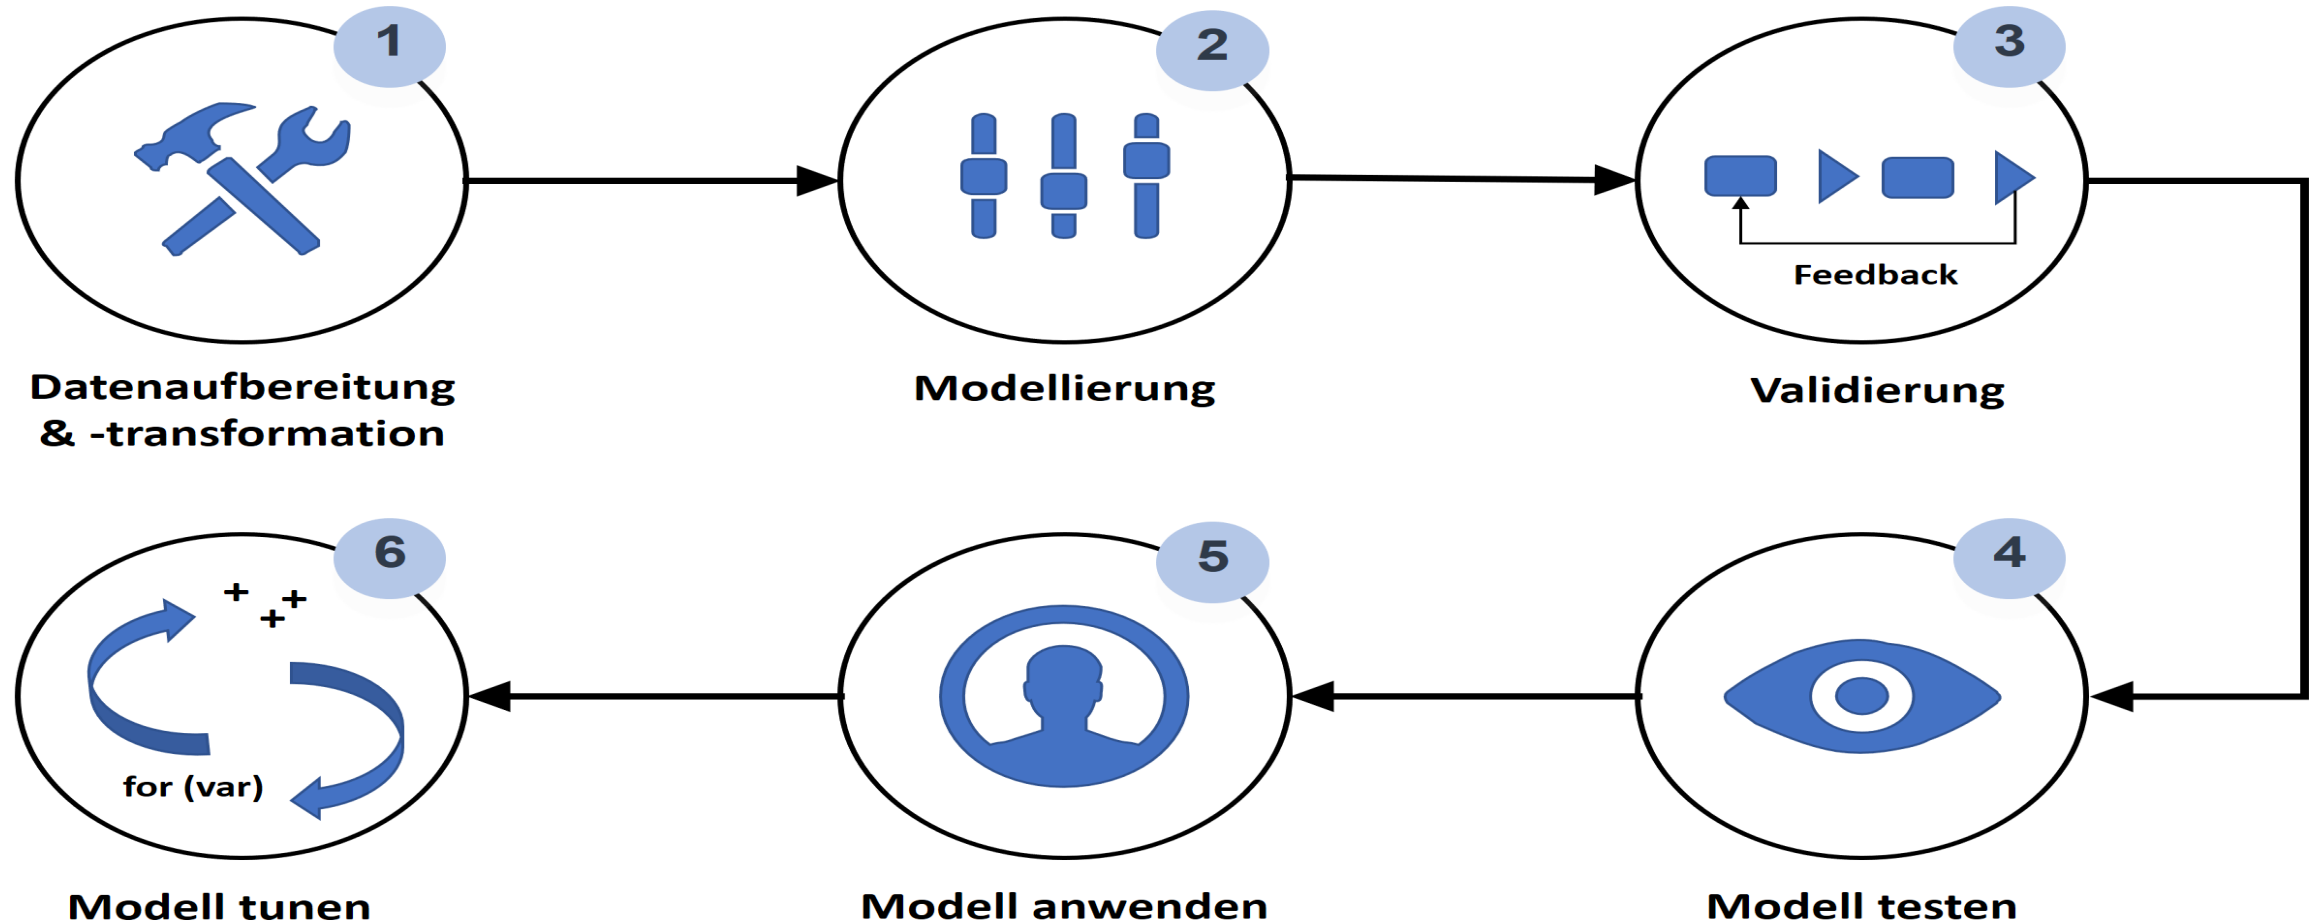 1
2
3
Feedback
Datenaufbereitung
& -transformation
Modellierung
Validierung
6
+ + +
for (var)
5
4
Modell tunen
Modell anwenden
Modell testen